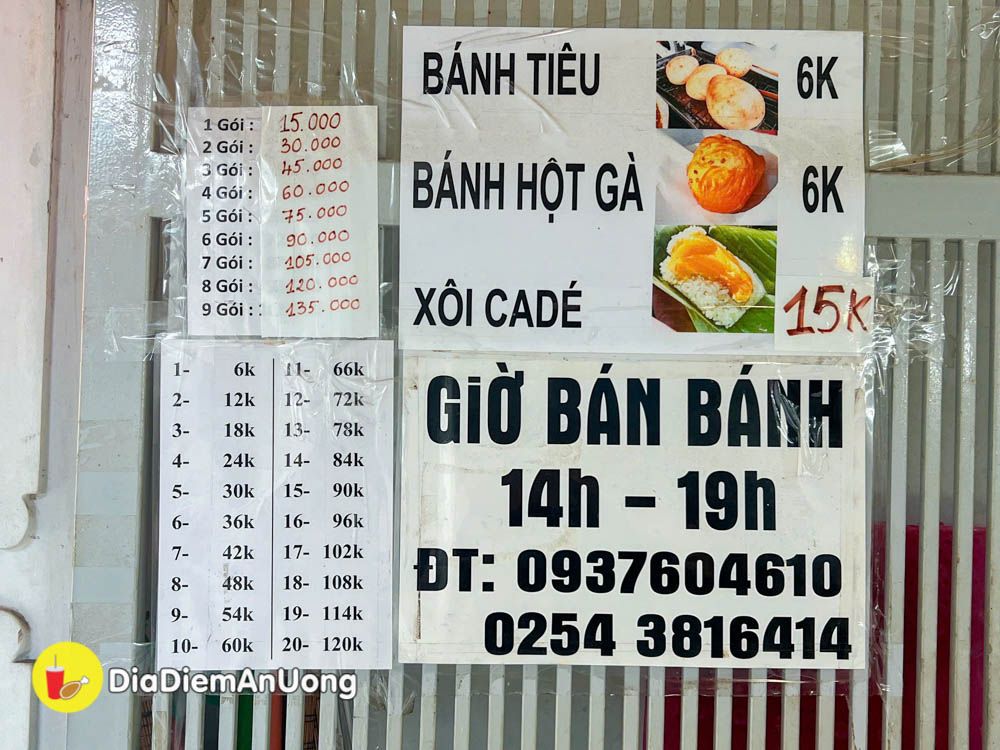 BÁNH TIÊU 6K
BÁNH HỘT GÀ 6K
XÔI CADÉ 15K
1 Gói : 15.000
2 Gói : 30.000
3 Gói : 45.000
4 Gói : 60.000
5 Gói : 75.000
6 Gói : 90.000
7 Gói : 105.000
8 Gói : 120.000
9 Gói : 135.000
1- 6k 11- 66k
2- 12k 12- 72k
3- 18k 13- 78k
4- 24k 14- 84k
5- 30k 15- 90k
6- 36k 16- 96k
7- 42k 17- 102k
8- 48k 18- 108k
9- 54k 19- 114k
10- 60k 20- 120k
GiỜ BÁN BÁNH
14h - 19h
ĐT: 0937604610
0254 3816414
DiaDiemAnUong